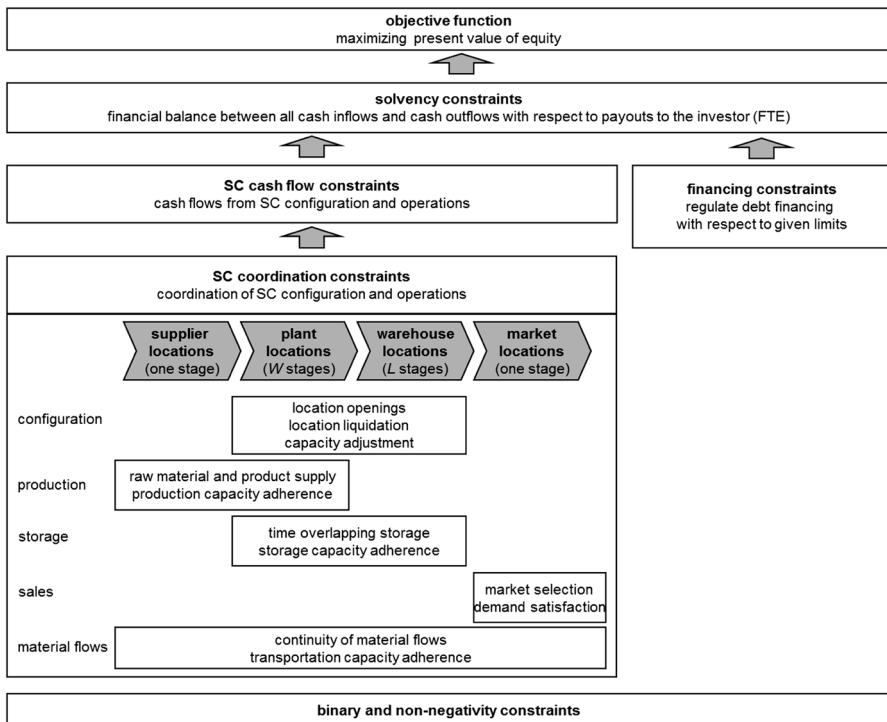 objective function
maximizing present value of equity
solvency constraints
financial balance between all cash inflows and cash outflows with respect to payouts to the investor (FTE)
SC cash flow constraints
cash flows from SC configuration and operations
financing constraints
regulate debt financing
with respect to given limits
SC coordination constraints
coordination of SC configuration and operations
supplier
locations
(one stage)
plant
locations
(W stages)
warehouse
locations
(L stages)
market
locations
(one stage)
configuration
location openings
location liquidation
capacity adjustment
production
raw material and product supply
production capacity adherence
storage
time overlapping storage
storage capacity adherence
sales
market selection
demand satisfaction
material flows
continuity of material flows
transportation capacity adherence
binary and non-negativity constraints